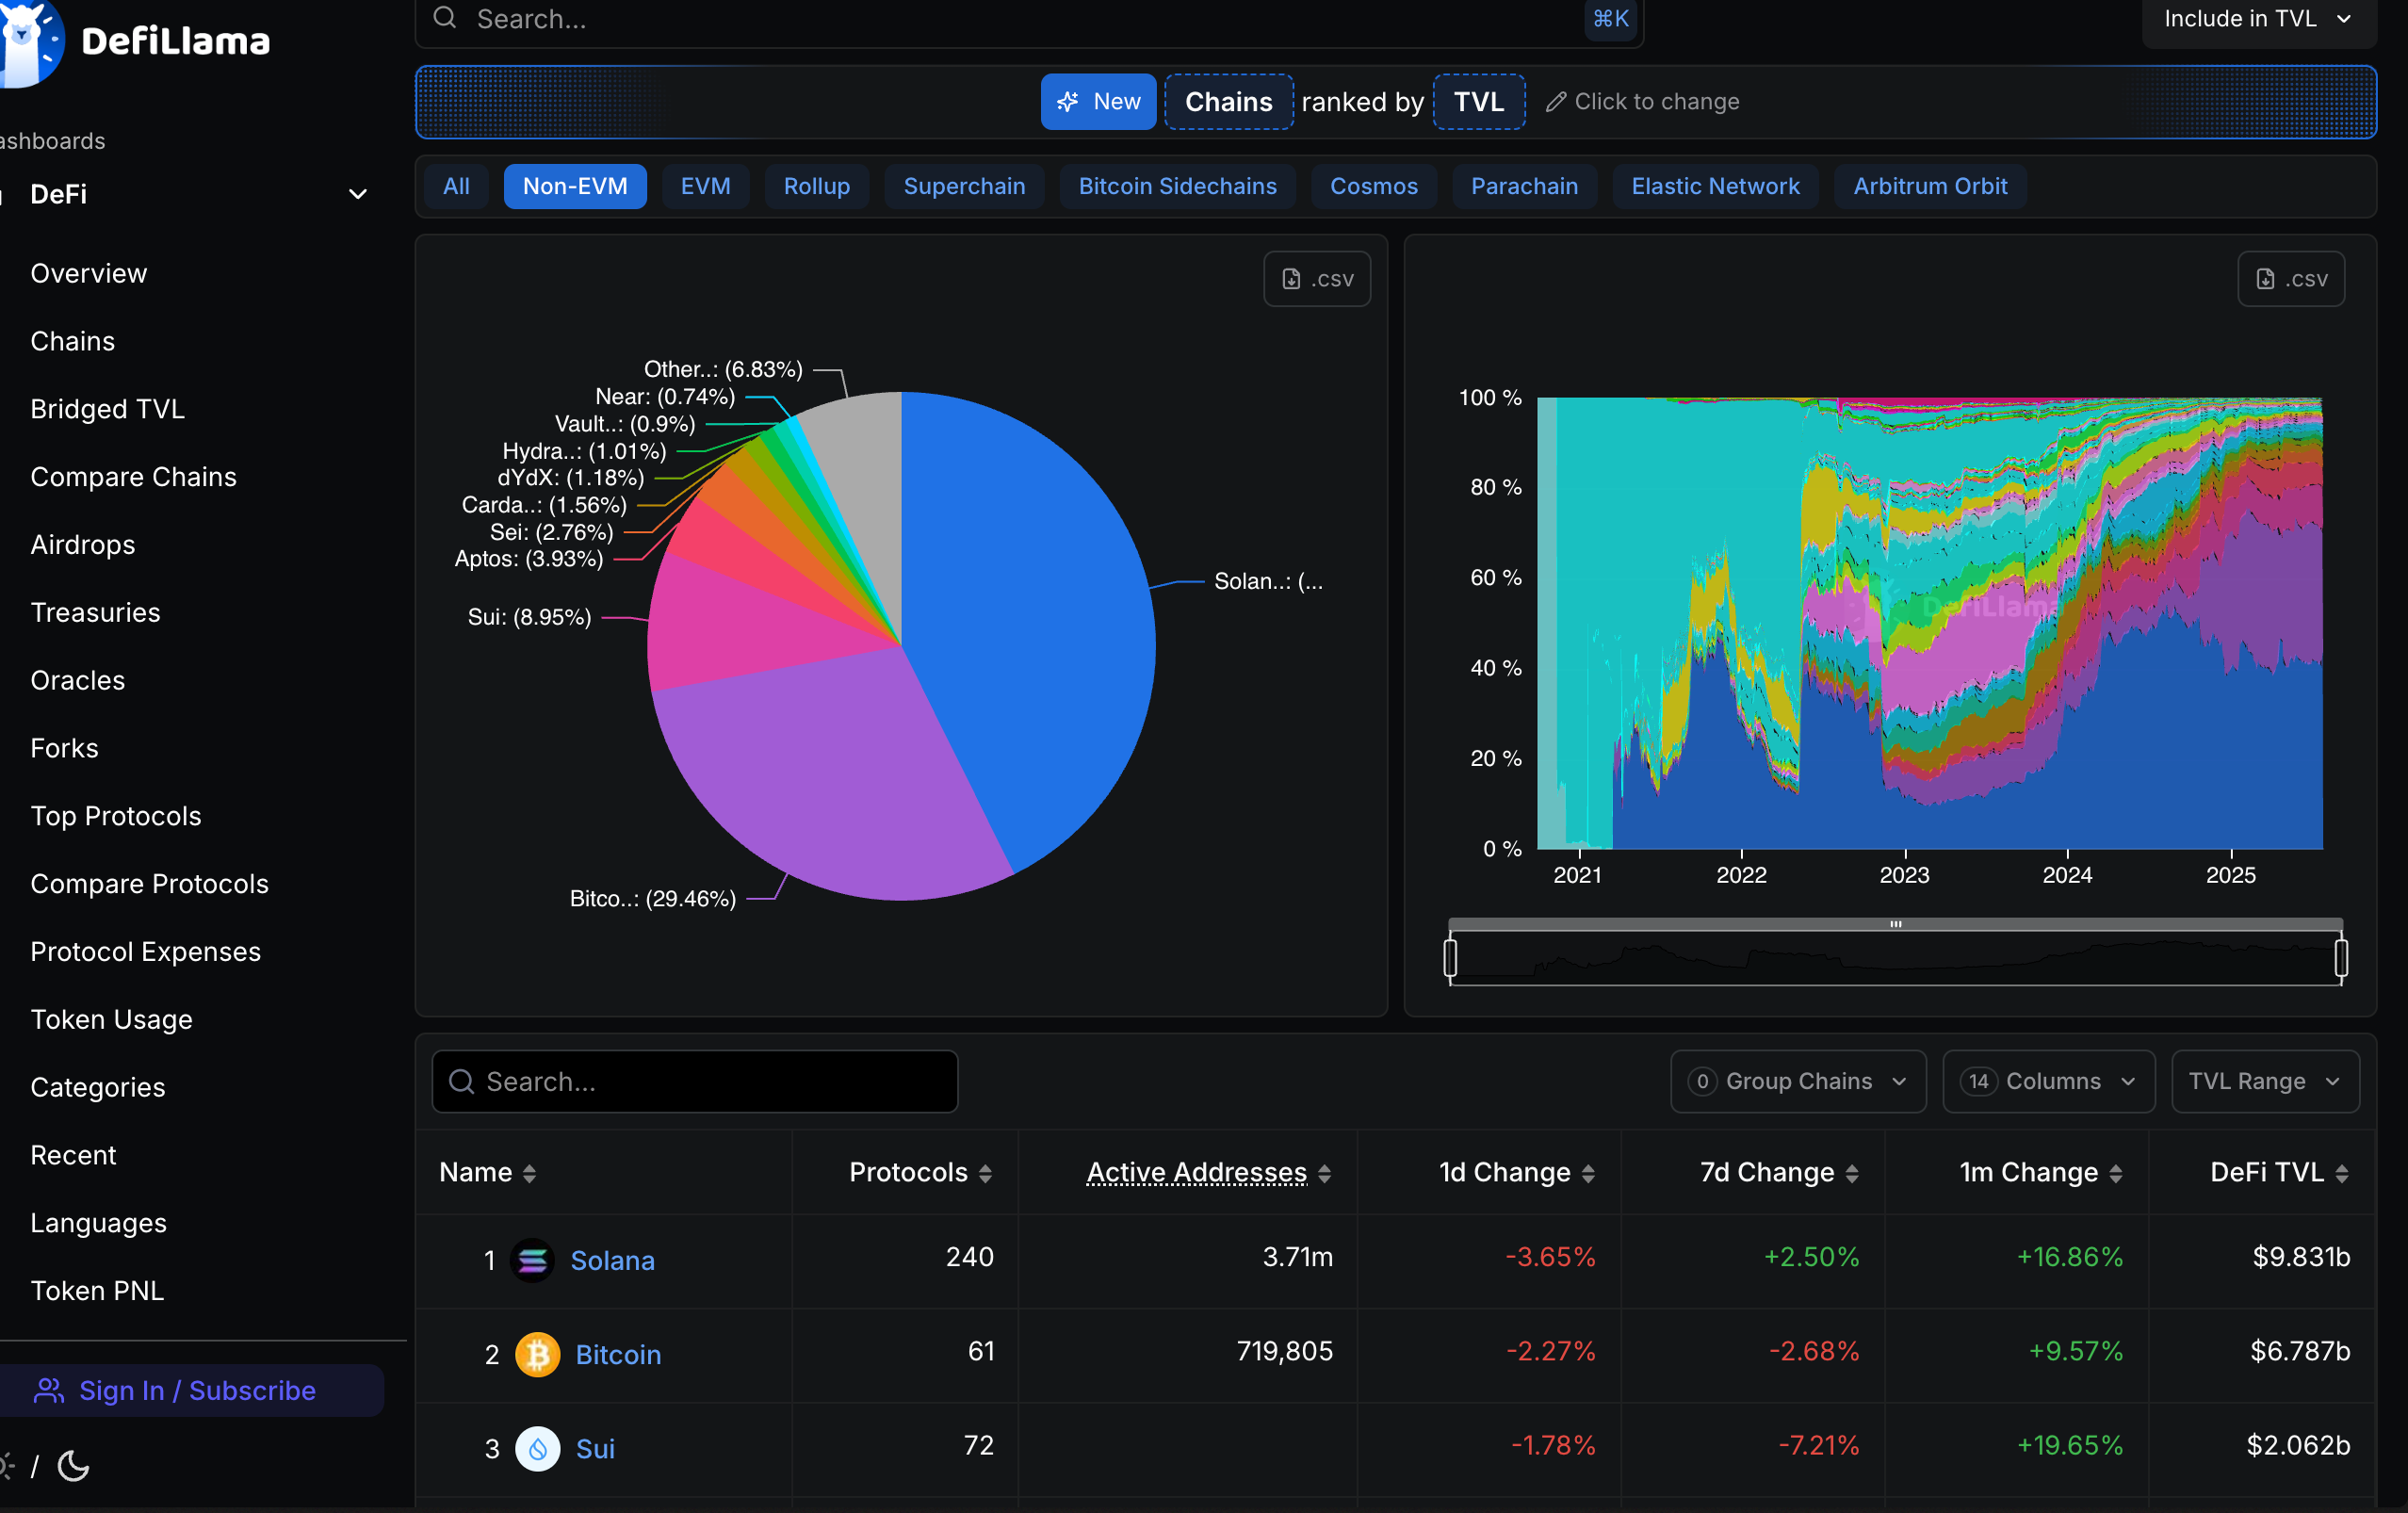 DefiLlama
Search...
⌘K
Include in TVL
New
Chains ranked by TVL
Click to change
ashboards
DeFi
Overview
Chains
Bridged TVL
Compare Chains
Airdrops
Treasuries
Oracles
Forks
Top Protocols
Compare Protocols
Protocol Expenses
Token Usage
Categories
Recent
Languages
Token PNL
Sign In / Subscribe
/
All
Non-EVM
EVM
Rollup
Superchain
Bitcoin Sidechains
Cosmos
Parachain
Elastic Network
Arbitrum Orbit
.csv
Other..: (6.83%)
Near: (0.74%)
Vault..: (0.9%)
Hydra..: (1.01%)
dYdX: (1.18%)
Carda..: (1.56%)
Sei: (2.76%)
Aptos: (3.93%)
Sui: (8.95%)
Solan..: (...
Bitco..: (29.46%)
.csv
100 %
80 %
60 %
40 %
20 %
0 %
DefiLlama
2021 2022 2023 2024 2025
Search...
0 Group Chains
14 Columns
TVL Range
Name Protocols Active Addresses 1d Change 7d Change 1m Change DeFi TVL
1 Solana 240 3.71m -3.65% +2.50% +16.86% $9.831b
2 Bitcoin 61 719,805 -2.27% -2.68% +9.57% $6.787b
3 Sui 72 -1.78% -7.21% +19.65% $2.062b